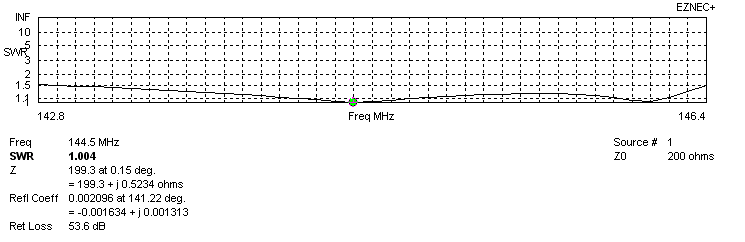 EZNEC+
INF
10
5
SWR
3
2
1.5
1.1
142.8 Freq MHz 146.4
Freq 144.5 MHz Source # 1
SWR 1.004 Z0 200 ohms
Z 199.3 at 0.15 deg.
= 199.3 + j 0.5234 ohms
Refl Coeff 0.002096 at 141.22 deg.
= -0.001634 + j 0.001313
Ret Loss 53.6 dB